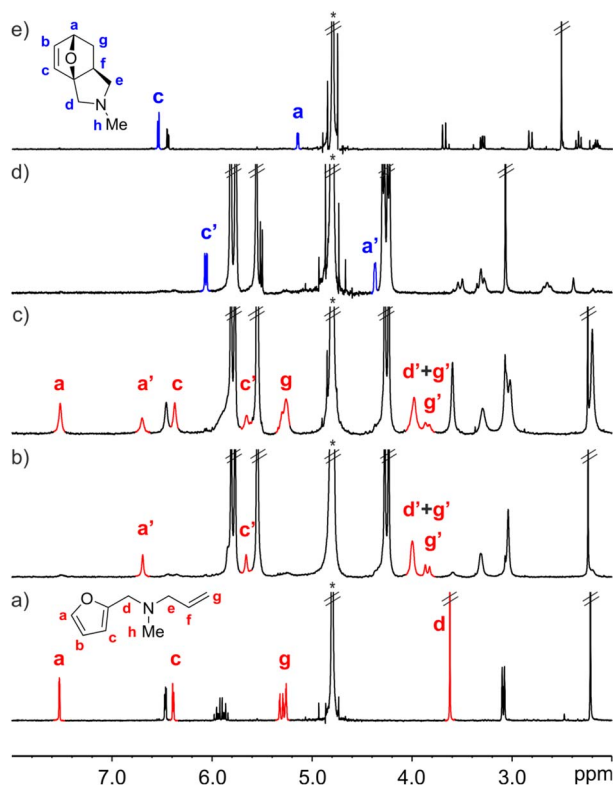 e)
a
b
g
O
f
c
e
d
N
h
Me
c
a
*
d)
c’
a’
*
c)
a
a’
c
c’
g
d’+g’
g’
*
b)
a’
c’
d’+g’
g’
*
a)
O
N
a
b
c
d
e
f
g
h
Me
a
c
g
d
*
7.0 6.0 5.0 4.0 3.0 ppm